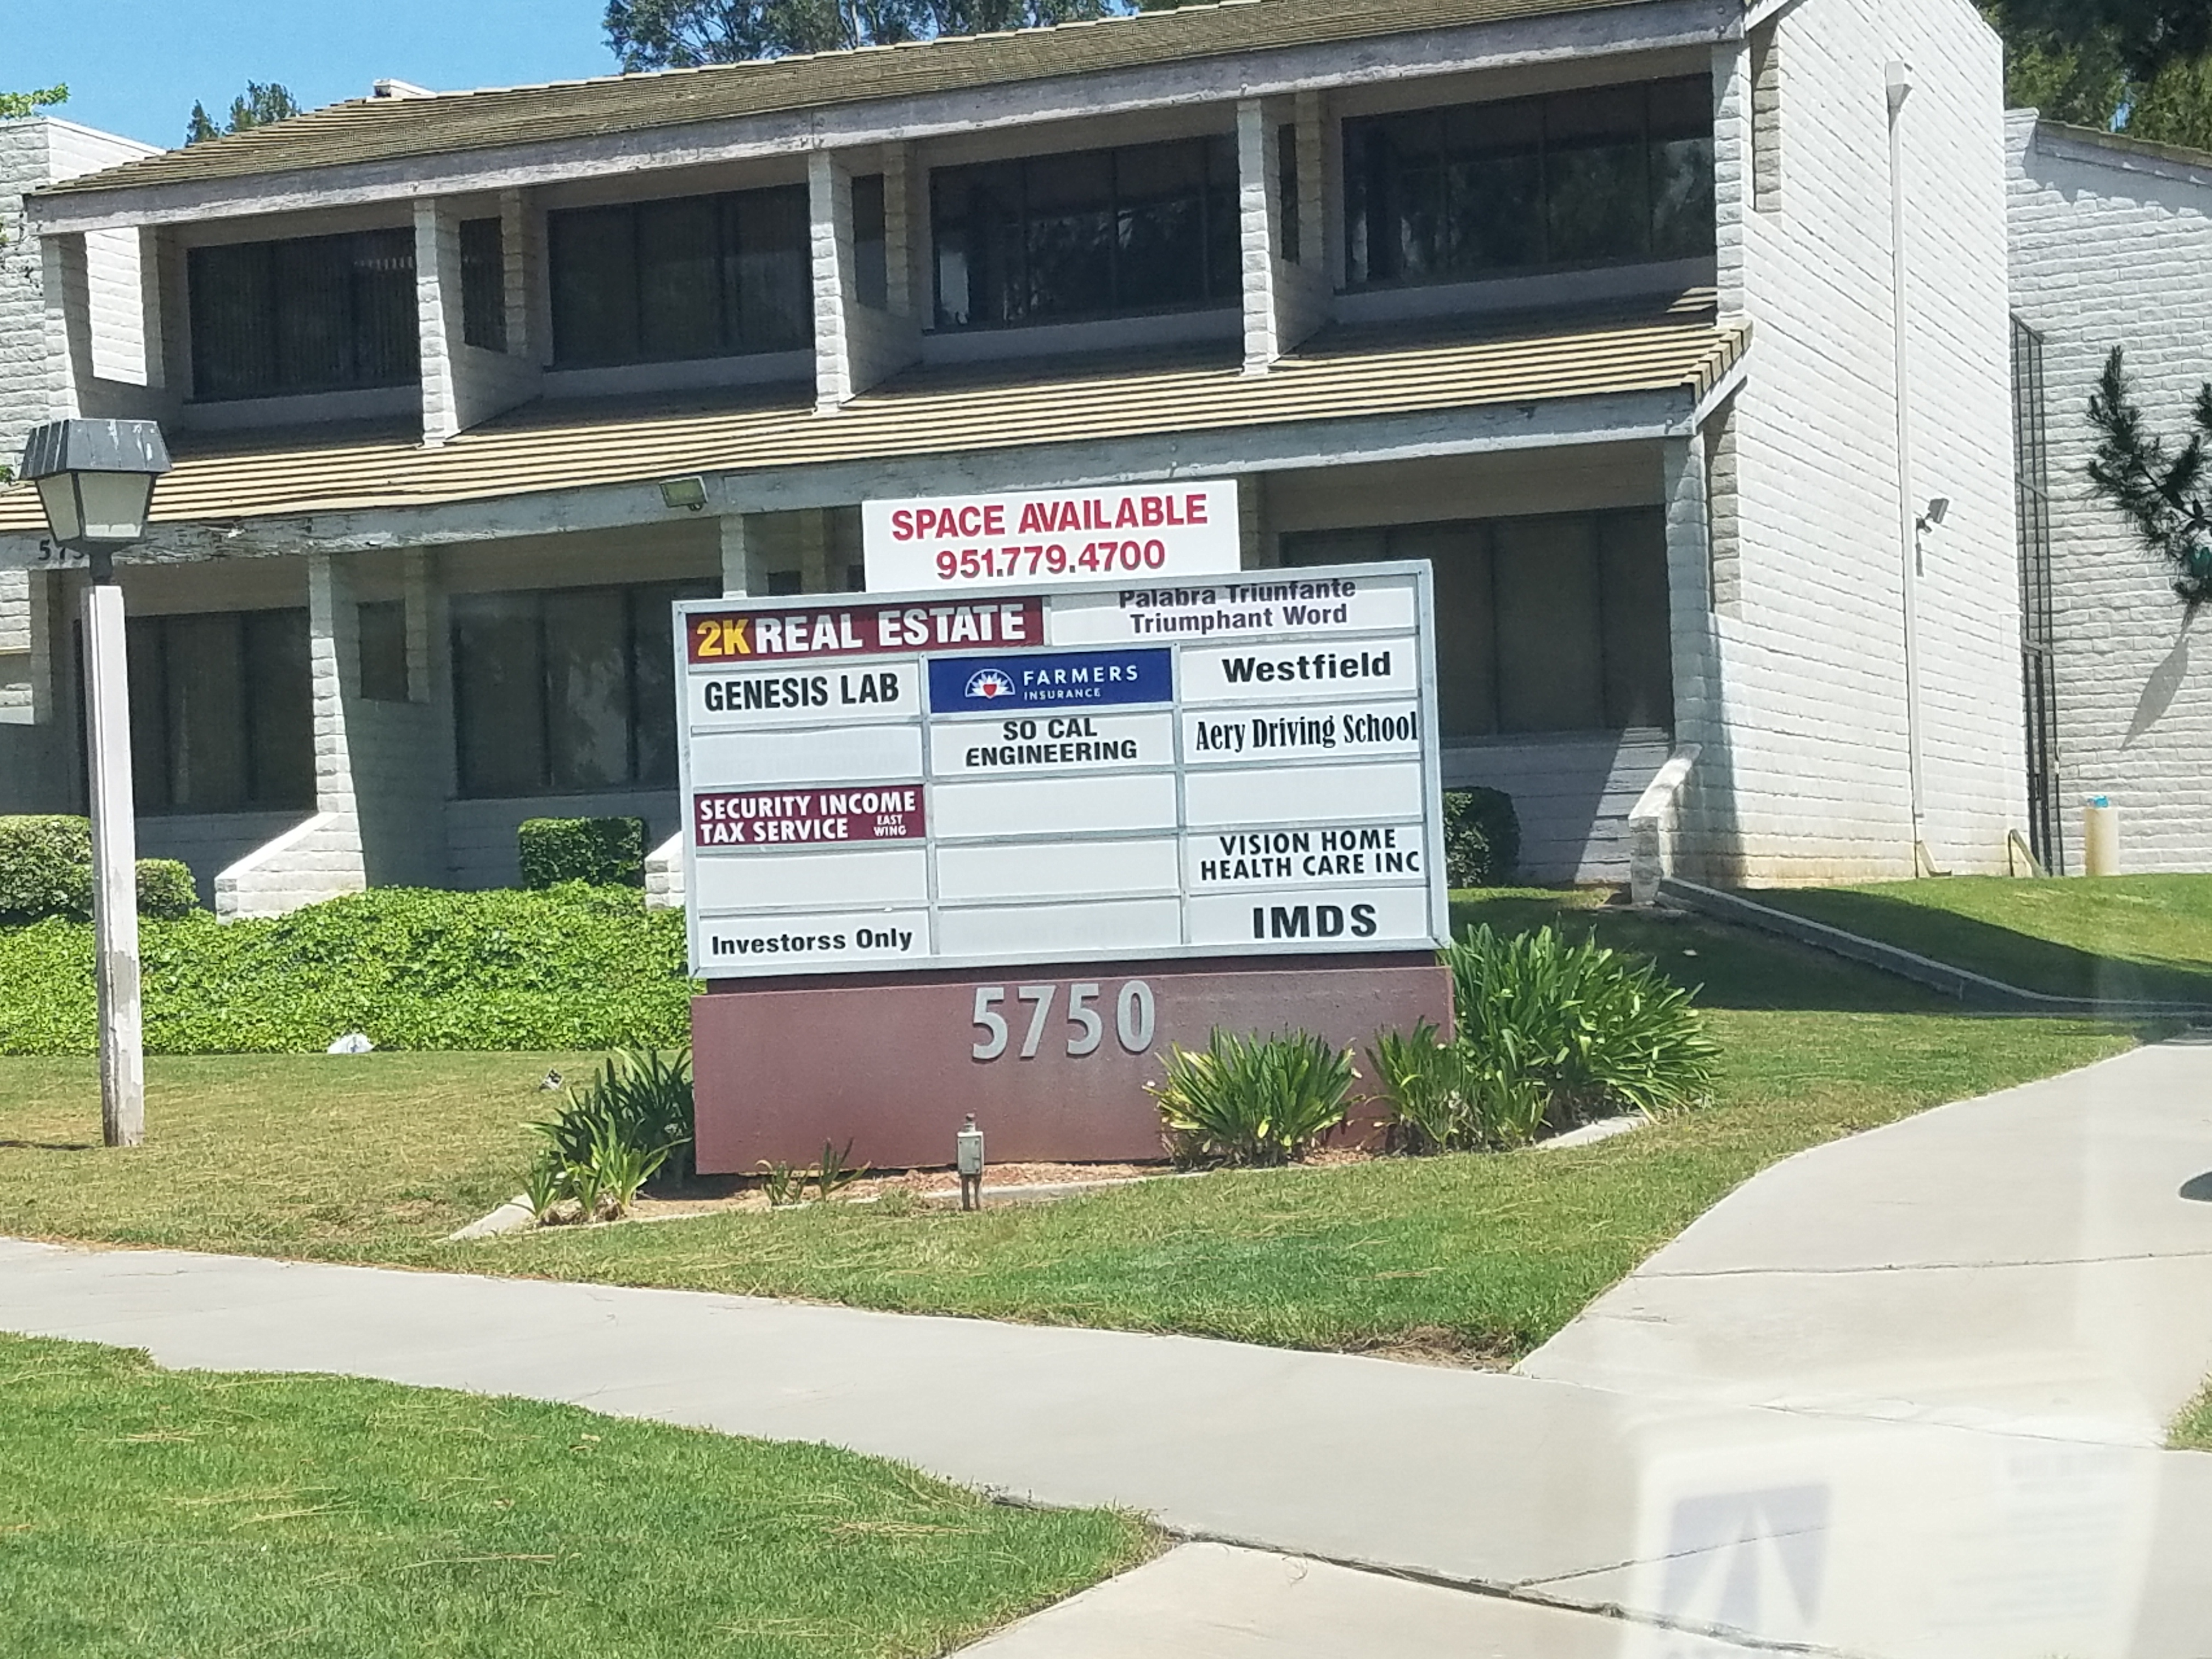 SPACE AVAILABLE
951.779.4700
2K REAL ESTATE
Palabra Triunfante
Triumphant Word
GENESIS LAB
FARMERS
INSURANCE
Westfield
SO CAL
ENGINEERING
Aery Driving School
SECURITY INCOME
TAX SERVICE
EAST
WING
VISION HOME
HEALTH CARE INC
Investorss Only
IMDS
5750